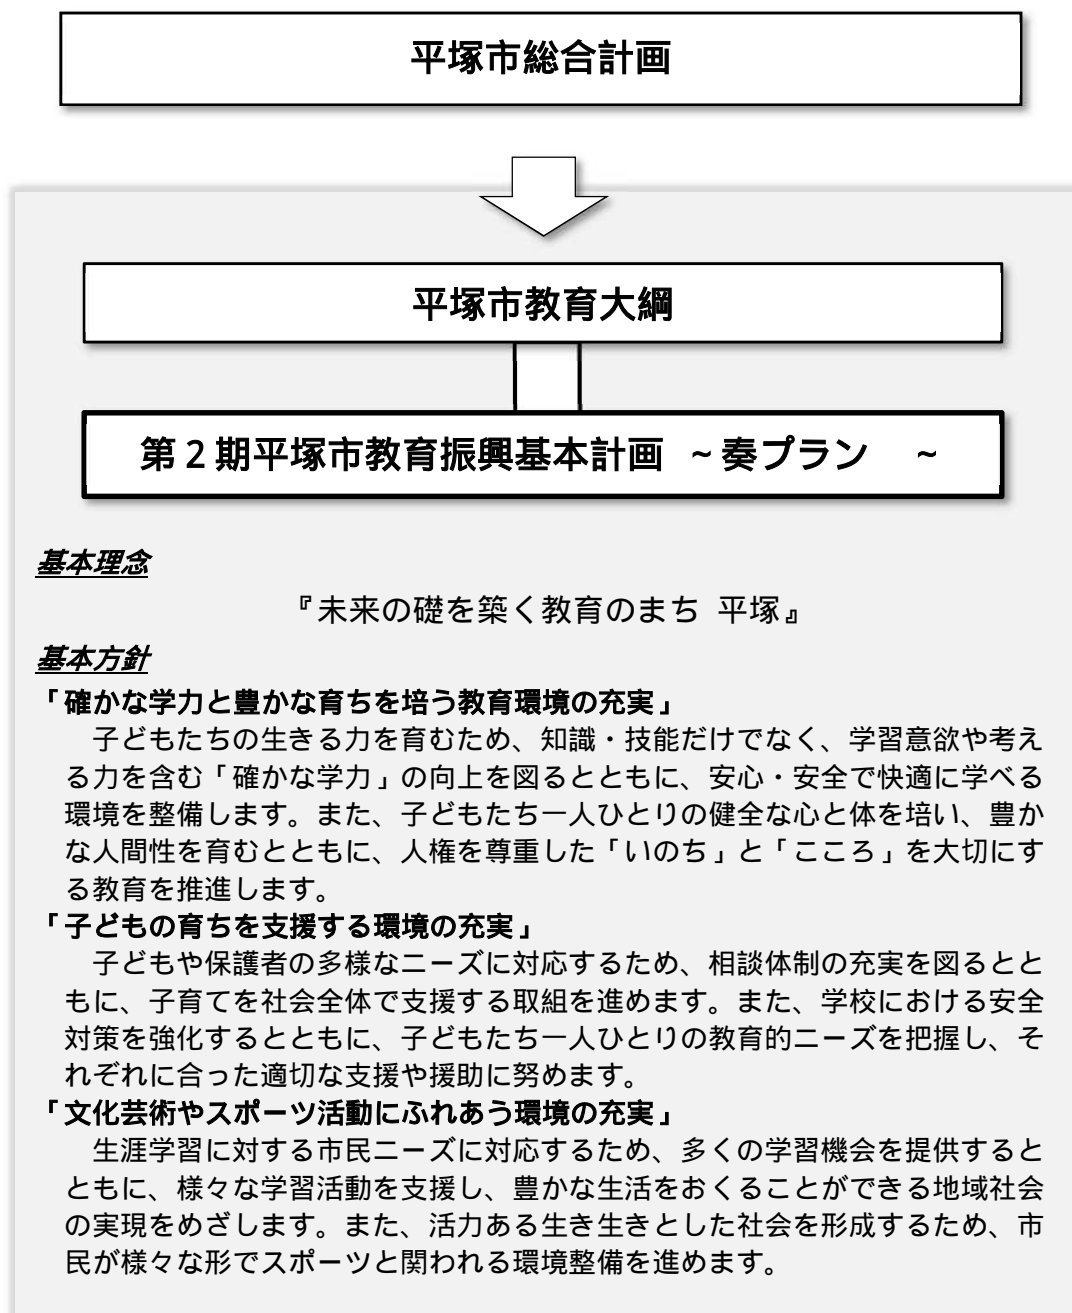 平塚市総合計画
平塚市教育大綱
第2期平塚市教育振興基本計画 ~奏プラン ~
基本理念
『未来の礎を築く教育のまち 平塚』
基本方針
「確かな学力と豊かな育ちを培う教育環境の充実」
子どもたちの生きる力を育むため、知識・技能だけでなく、学習意欲や考え
る力を含む「確かな学力」の向上を図るとともに、安心・安全で快適に学べる
環境を整備します。また、子どもたち一人ひとりの健全な心と体を培い、豊か
な人間性を育むとともに、人権を尊重した「いのち」と「こころ」を大切にす
る教育を推進します。
「子どもの育ちを支援する環境の充実」
子どもや保護者の多様なニーズに対応するため、相談体制の充実を図るとと
もに、子育てを社会全体で支援する取組を進めます。また、学校における安全
対策を強化するとともに、子どもたち一人ひとりの教育的ニーズを把握し、そ
れぞれに合った適切な支援や援助に努めます。
「文化芸術やスポーツ活動にふれあう環境の充実」
生涯学習に対する市民ニーズに対応するため、多くの学習機会を提供すると
ともに、様々な学習活動を支援し、豊かな生活をおくることができる地域社会
の実現をめざします。また、活力ある生き生きとした社会を形成するため、市
民が様々な形でスポーツと関われる環境整備を進めます。